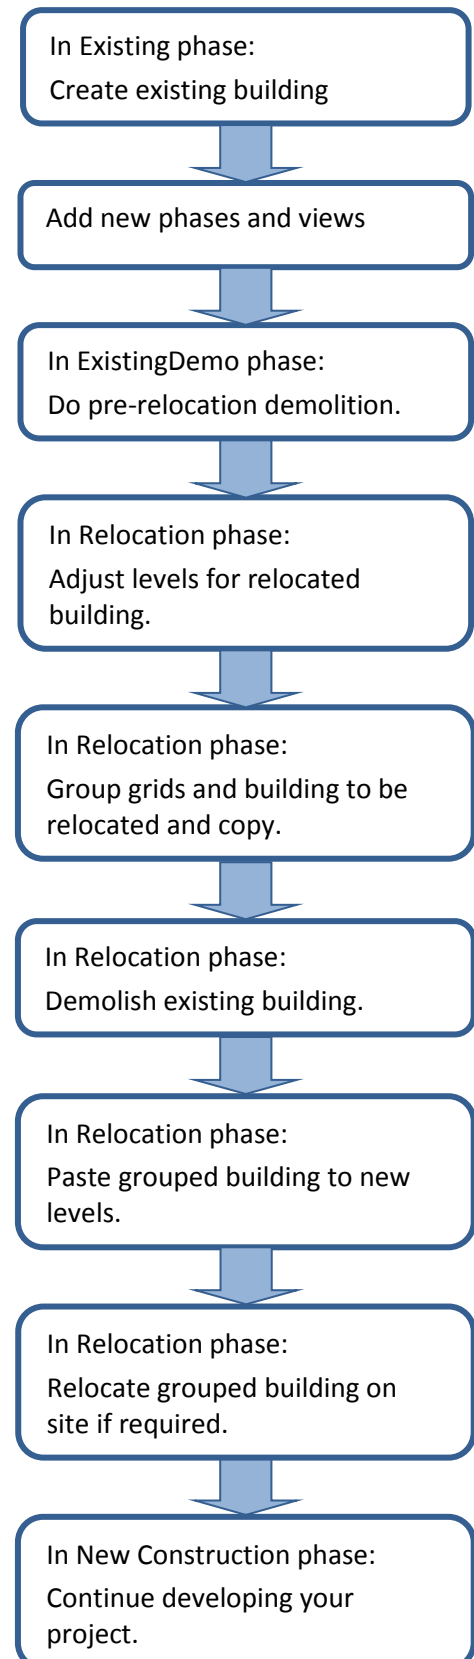 In Existing phase:
Create existing building
Add new phases and views
In ExistingDemo phase:
Do pre-relocation demolition.
In Relocation phase:
Adjust levels for relocated
building.
In Relocation phase:
Group grids and building to be
relocated and copy.
In Relocation phase:
Demolish existing building.
In Relocation phase:
Paste grouped building to new
levels.
In Relocation phase:
Relocate grouped building on
site if required.
In New Construction phase:
Continue developing your
project.